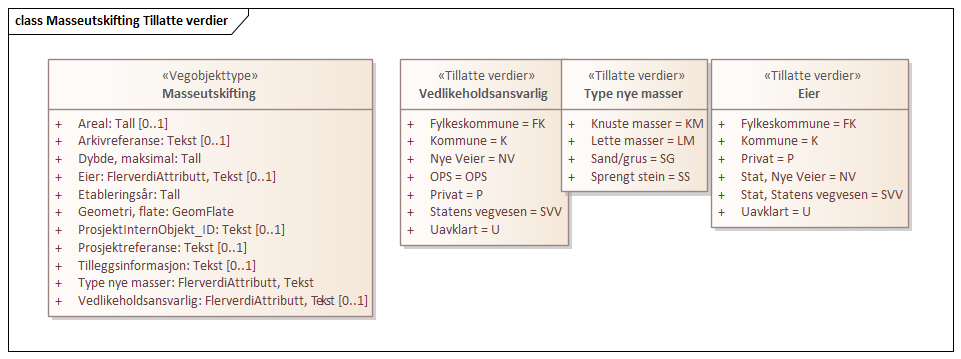 class Masseutskifting Tillatte verdier
«Vegobjekttype»
Masseutskifting
+ Areal: Tall [0..1]
+ Arkivreferanse: Tekst [0..1]
+ Dybde, maksimal: Tall
+ Eier: FlerverdiAttributt, Tekst [0..1]
+ Etableringsår: Tall
+ Geometri, flate: GeomFlate
+ ProsjektInternObjekt_ID: Tekst [0..1]
+ Prosjektreferanse: Tekst [0..1]
+ Tilleggsinformasjon: Tekst [0..1]
+ Type nye masser: FlerverdiAttributt, Tekst
+ Vedlikeholdsansvarlig: FlerverdiAttributt, Tekst [0..1]
«Tillatte verdier»
Vedlikeholdsansvarlig
+ Fylkeskommune = FK
+ Kommune = K
+ Nye Veier = NV
+ OPS = OPS
+ Privat = P
+ Statens vegvesen = SVV
+ Uavklart = U
«Tillatte verdier»
Type nye masser
+ Knuste masser = KM
+ Lette masser = LM
+ Sand/grus = SG
+ Sprengt stein = SS
«Tillatte verdier»
Eier
+ Fylkeskommune = FK
+ Kommune = K
+ Privat = P
+ Stat, Nye Veier = NV
+ Stat, Statens vegvesen = SVV
+ Uavklart = U